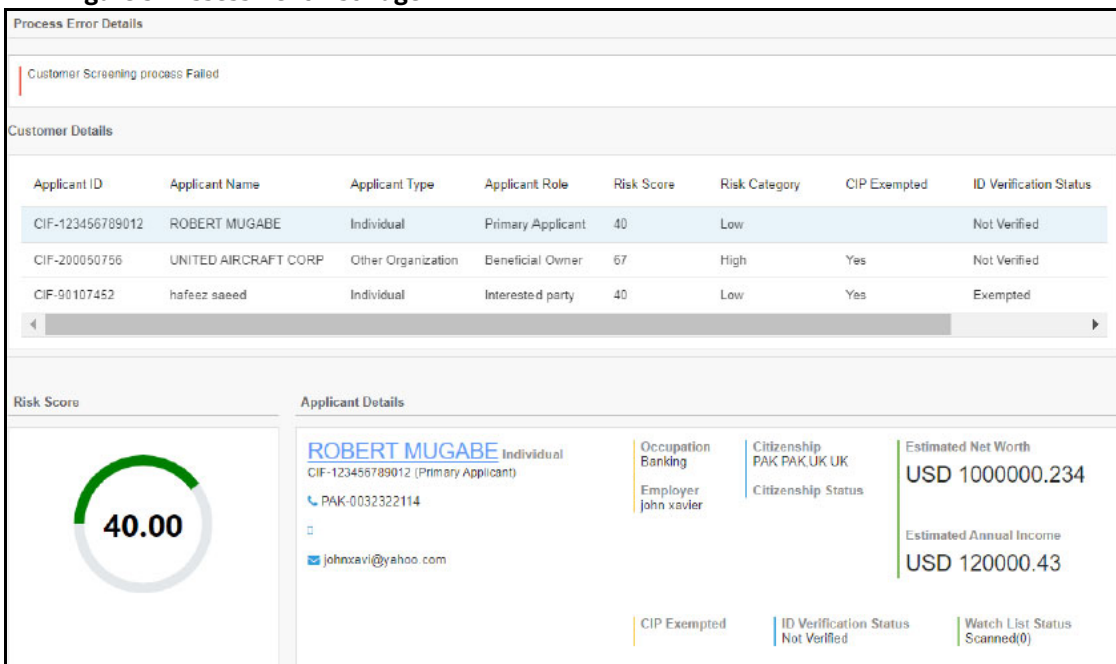 Process Error Details
Customer Screening process Failed
Customer Details
Applicant ID Applicant Name Applicant Type Applicant Role Risk Score Risk Category CIP Exempted ID Verification Status
CIF-123456789012 ROBERT MUGABE Individual Primary Applicant 40 Low Not Verified
CIF-200050756 UNITED AIRCRAFT CORP Other Organization Beneficial Owner 67 High Yes Not Verified
CIF-90107452 hafeez saeed Individual Interested party 40 Low Yes Exempted
Risk Score Applicant Details
40.00
ROBERT MUGABE Individual
CIF-123456789012 (Primary Applicant)
PAK-0032322114
johnxavi@yahoo.com
Occupation
Banking
Employer
john xavier
Citizenship
PAK PAK,UK UK
Citizenship Status
Estimated Net Worth
USD 1000000.234
Estimated Annual Income
USD 120000.43
CIP Exempted
ID Verification Status
Not Verified
Watch List Status
Scanned(0)